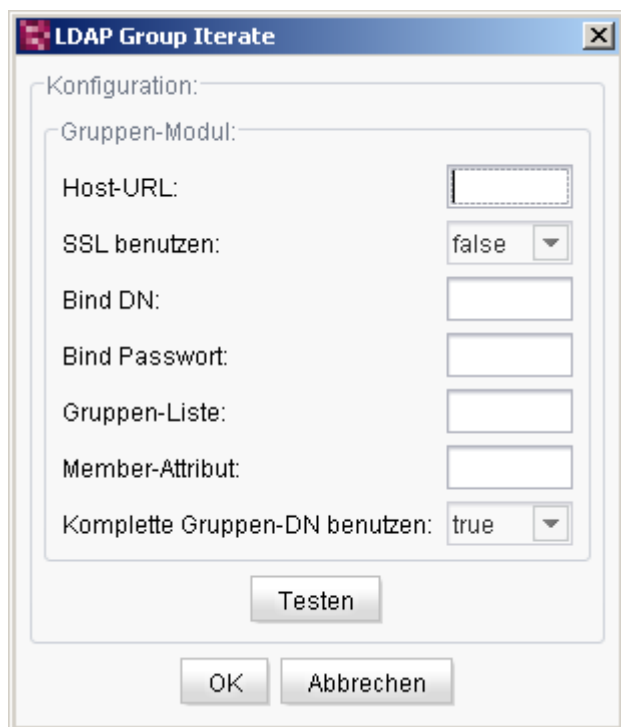 LDAP Group Iterate
Konfiguration:
Gruppen-Modul:
Host-URL:
SSL benutzen: false
Bind DN:
Bind Passwort:
Gruppen-Liste:
Member-Attribut:
Komplette Gruppen-DN benutzen: true
Testen
OK Abbrechen